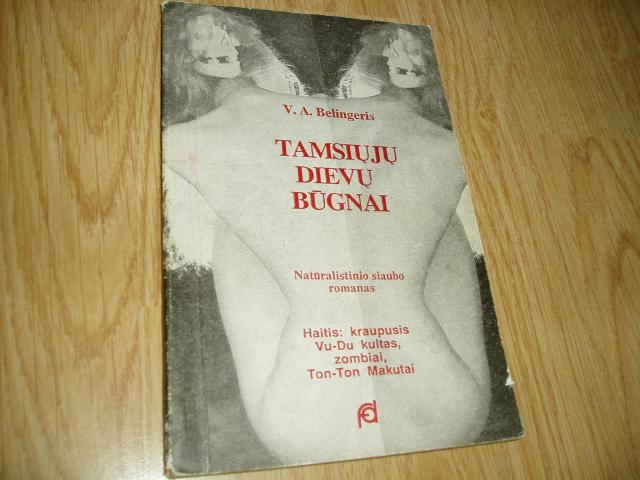 V. A. Belingeris
TAMSIŲJŲ
DIEVŲ
BŪGNAI
Natūralistinio siaubo
romanas
Haitis: kraupusis
Vu-Du kultas,
zombiai,
Ton-Ton Makutai